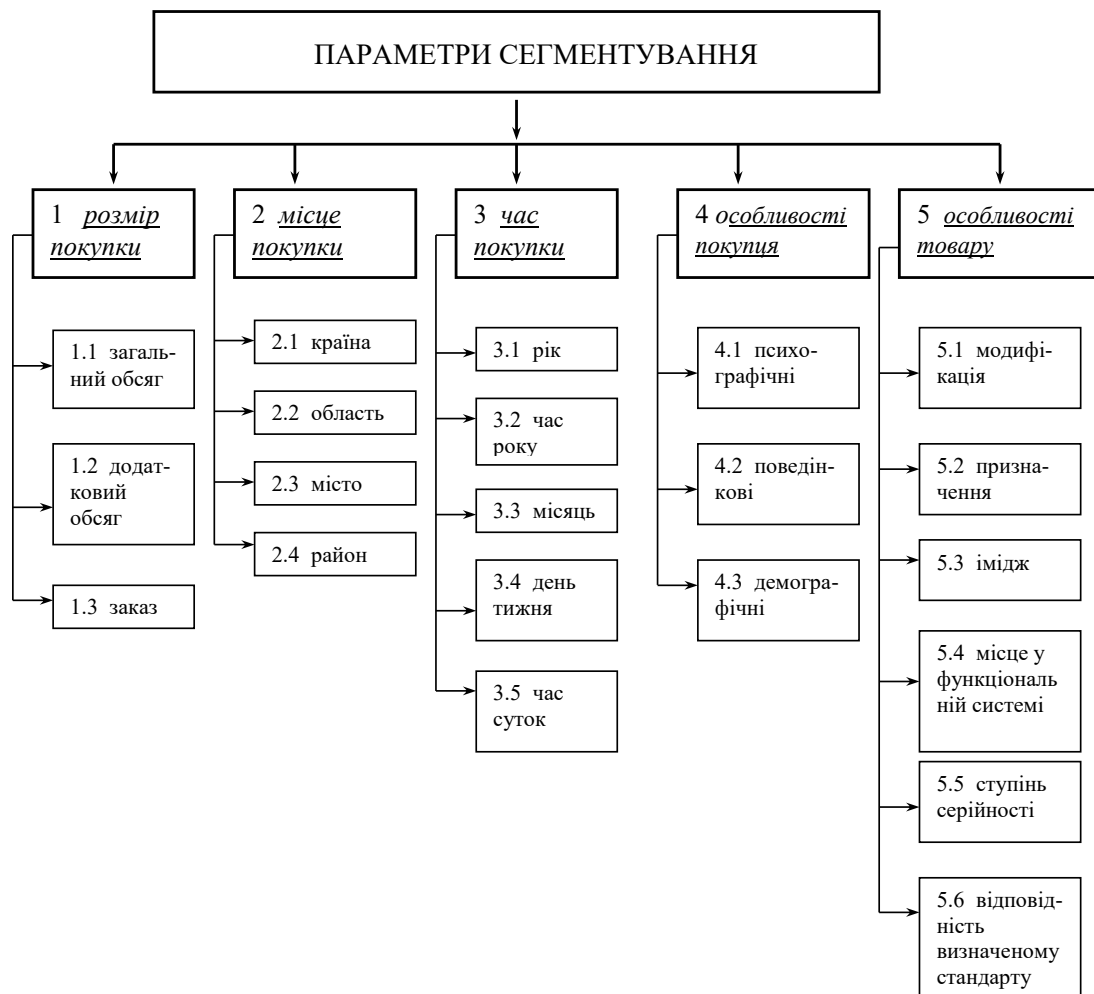 ПАРАМЕТРИ СЕГМЕНТУВАННЯ
1 розмір
покупки
2 місце
покупки
3 час
покупки
4 особливості
покупця
5 особливості
товару
1.1 загаль-
ний обсяг
1.2 додат-
ковий
обсяг
1.3 заказ
2.1 країна
2.2 область
2.3 місто
2.4 район
3.1 рік
3.2 час
року
3.3 місяць
3.4 день
тижня
3.5 час
суток
4.1 психо-
графічні
4.2 поведін-
кові
4.3 демогра-
фічні
5.1 модифі-
кація
5.2 призна-
чення
5.3 імідж
5.4 місце у
функціональ
ній системі
5.5 ступінь
серійності
5.6 відповід-
ність
визначеному
стандарту